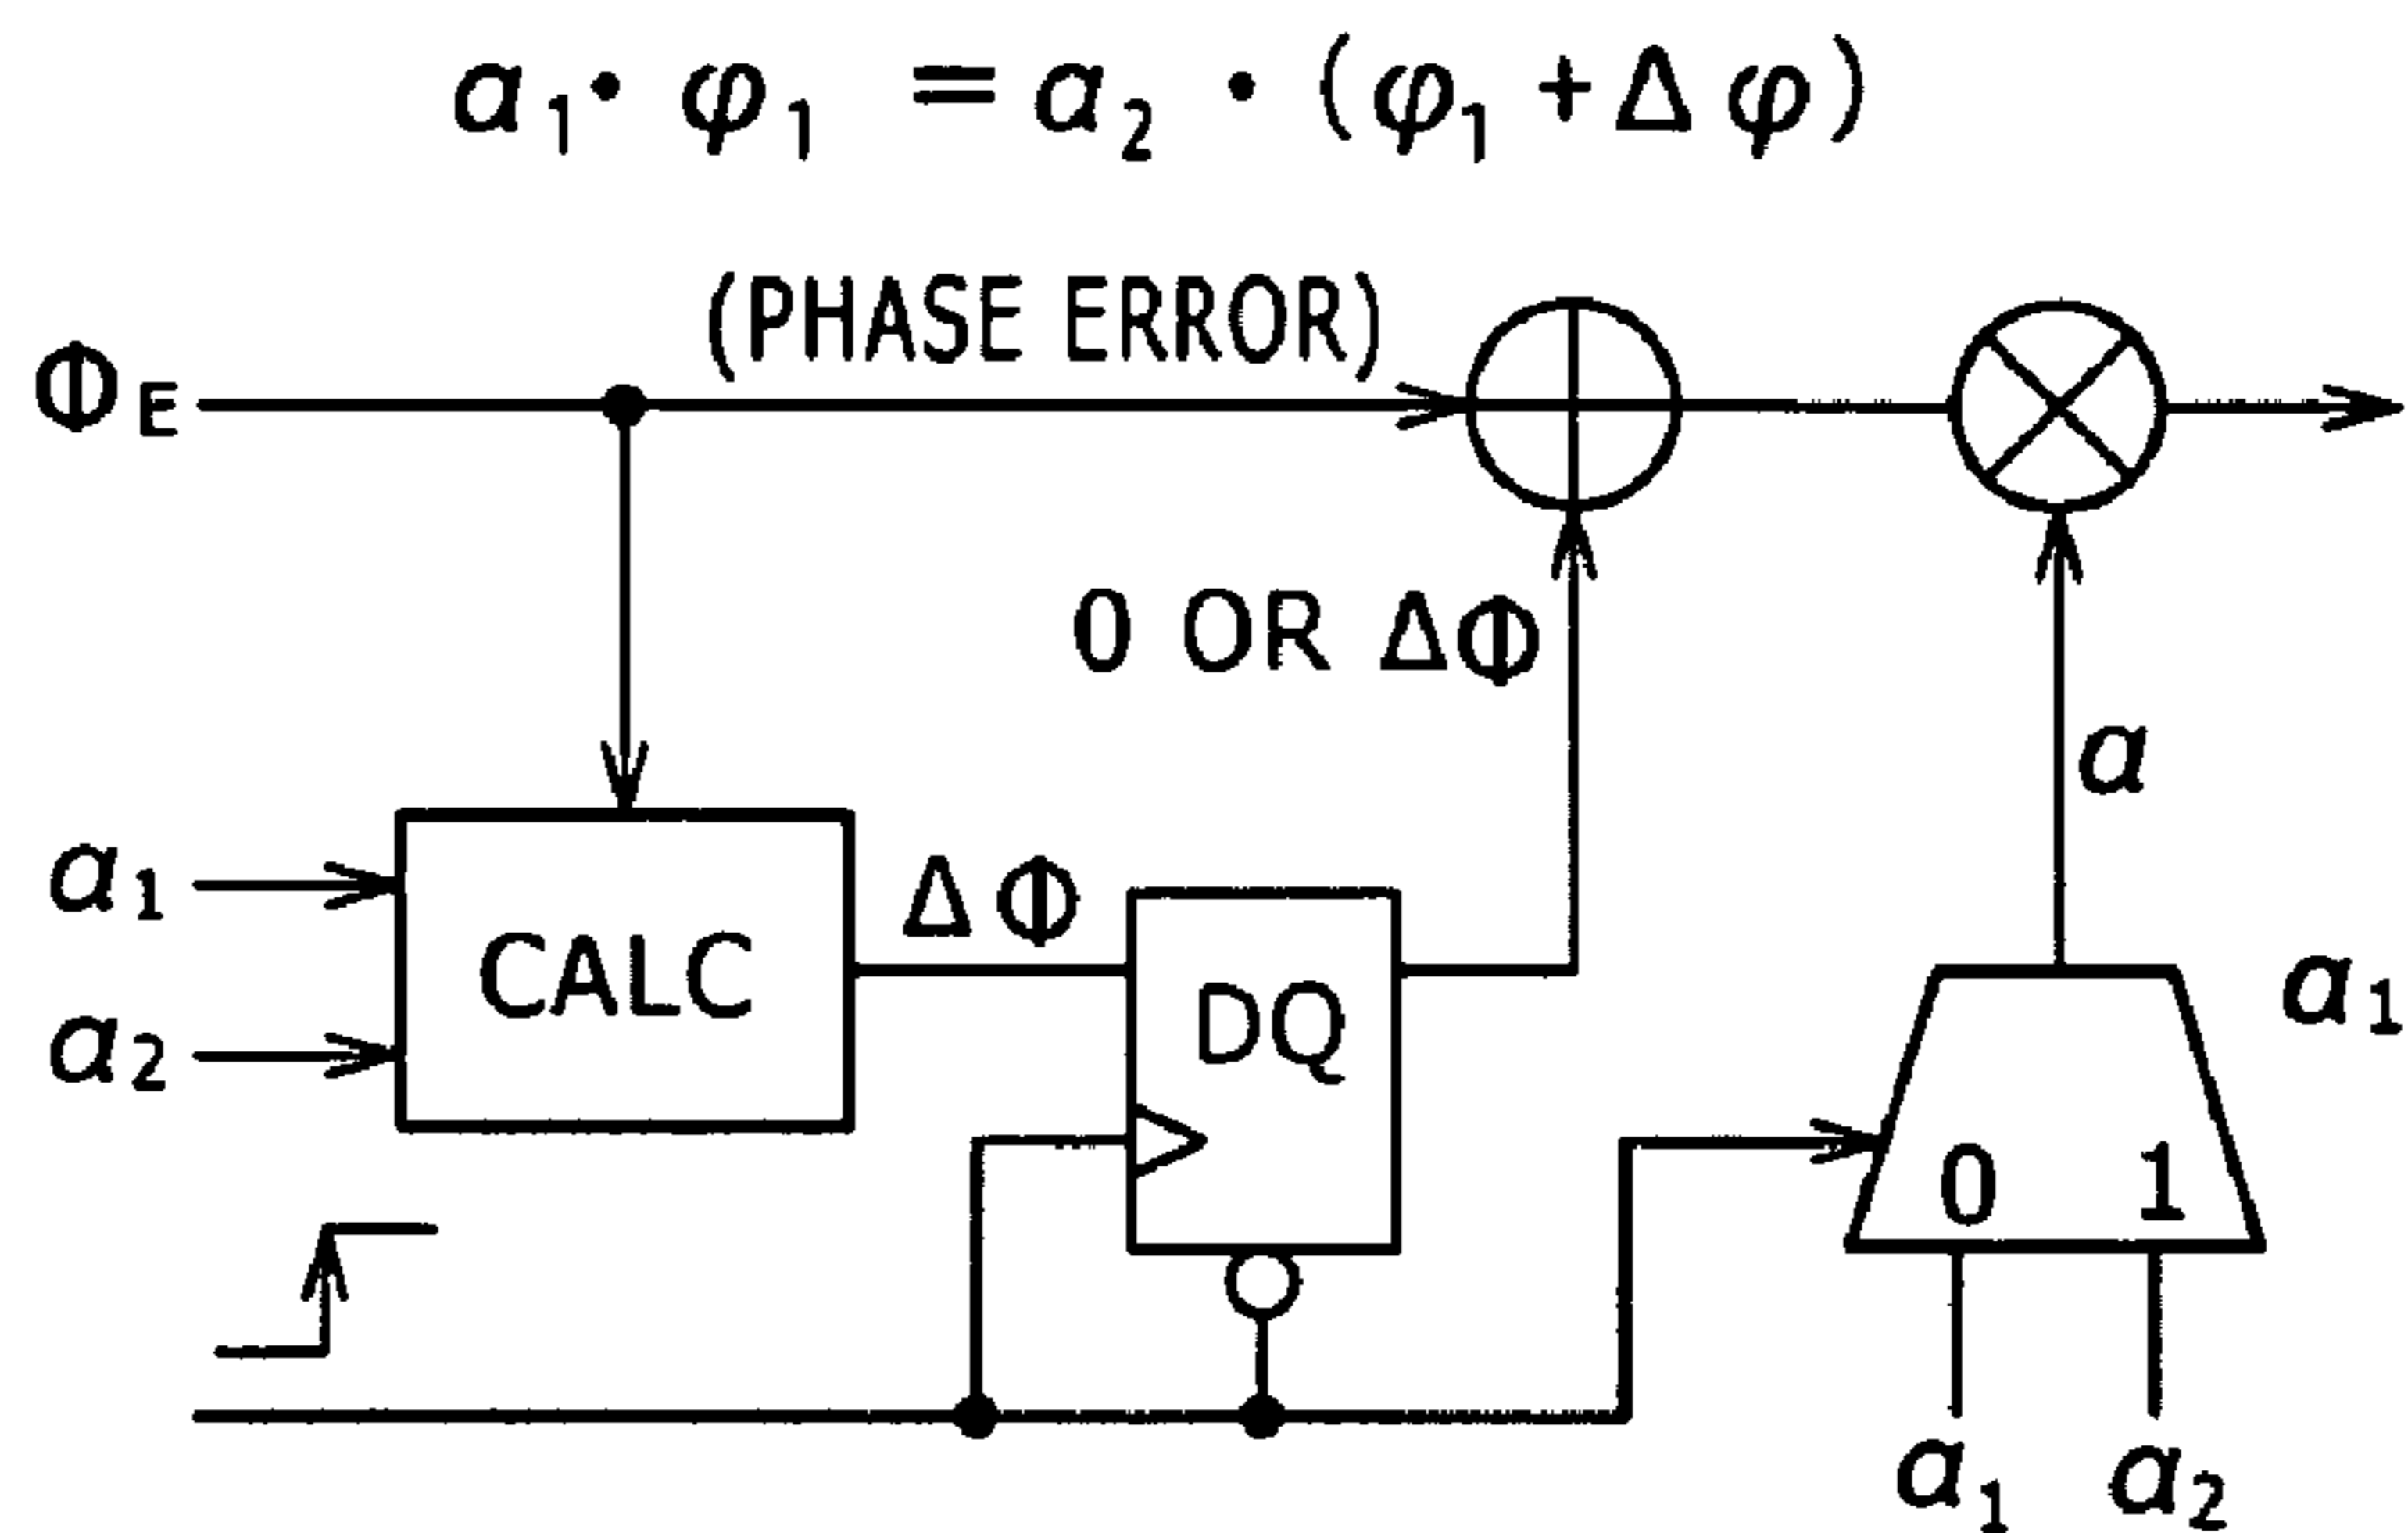 a₁ · φ₁ = a₂ · (φ₁ + Δφ)
(PHASE ERROR)
Φ_E
0 OR ΔΦ
a
a₁
CALC
ΔΦ
a₁
a₂
DQ
0 1
a₁ a₂